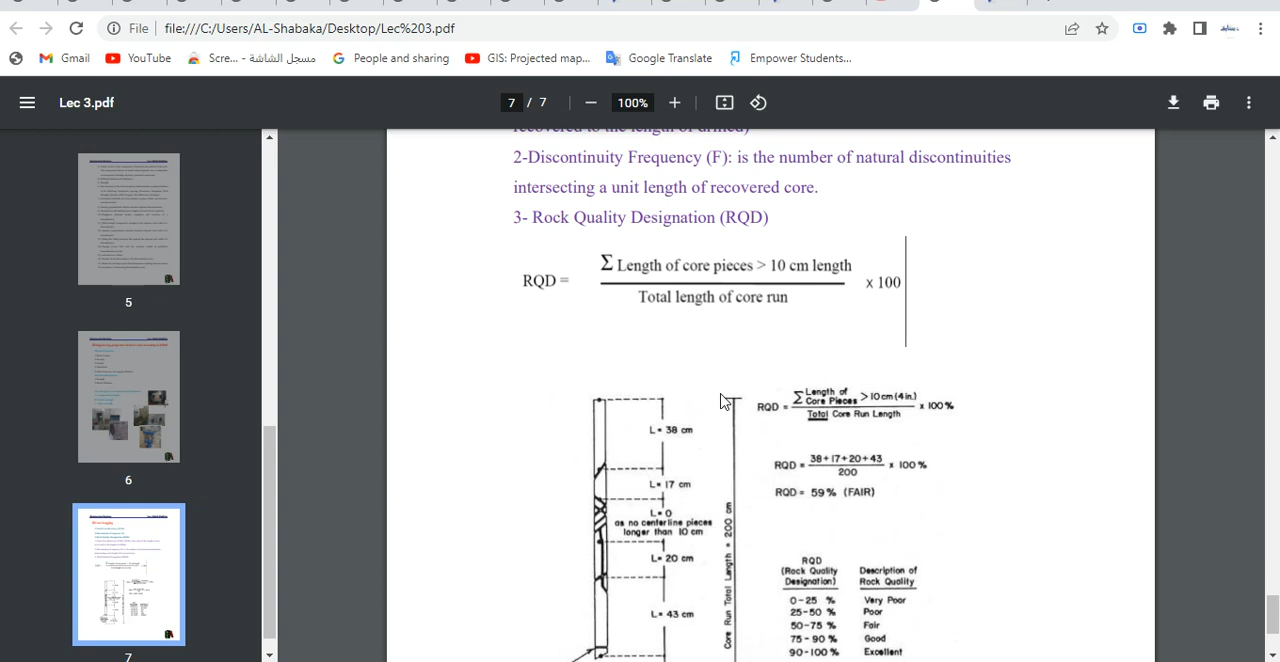 File | file:///C:/Users/AL-Shabaka/Desktop/Lec%203.pdf
Gmail YouTube Scre... - مسجل الشاشة People and sharing GIS: Projected map... Google Translate Empower Students...
Lec 3.pdf 7 / 7 100%
recovered to the length of drilled)
2-Discontinuity Frequency (F): is the number of natural discontinuities
intersecting a unit length of recovered core.
3- Rock Quality Designation (RQD)
RQD = Σ Length of core pieces > 10 cm length
Total length of core run
x 100
L= 38 cm
L= 17 cm
L= 0
as no centerline pieces
longer than 10 cm
L= 20 cm
L= 43 cm
Core Run Total Length = 200 cm
RQD = Σ Length of Core Pieces > 10 cm (4 in.)
Total Core Run Length
x 100 %
RQD = 38+17+20+43
200
x 100 %
RQD = 59 % (FAIR)
RQD
(Rock Quality
Designation)
Description of
Rock Quality
0-25 % Very Poor
25-50 % Poor
50-75 % Fair
75-90 % Good
90-100 % Excellent
5
6
7